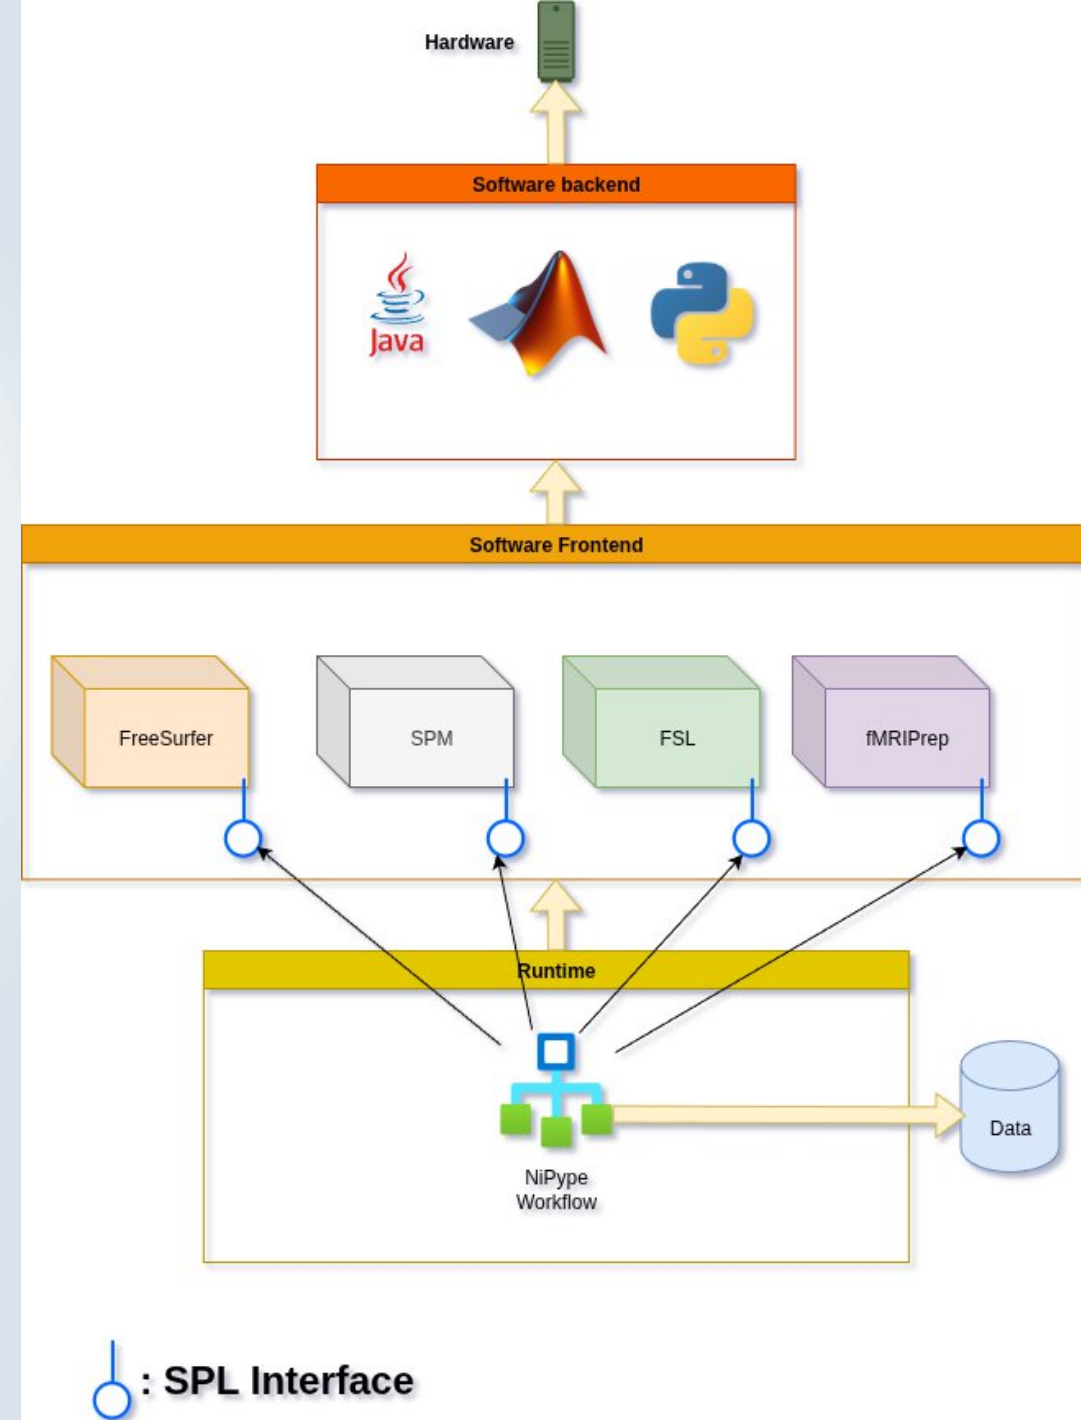 Hardware
Software backend
Java
Software Frontend
FreeSurfer
SPM
FSL
fMRIPrep
Runtime
NiPype
Workflow
Data
: SPL Interface